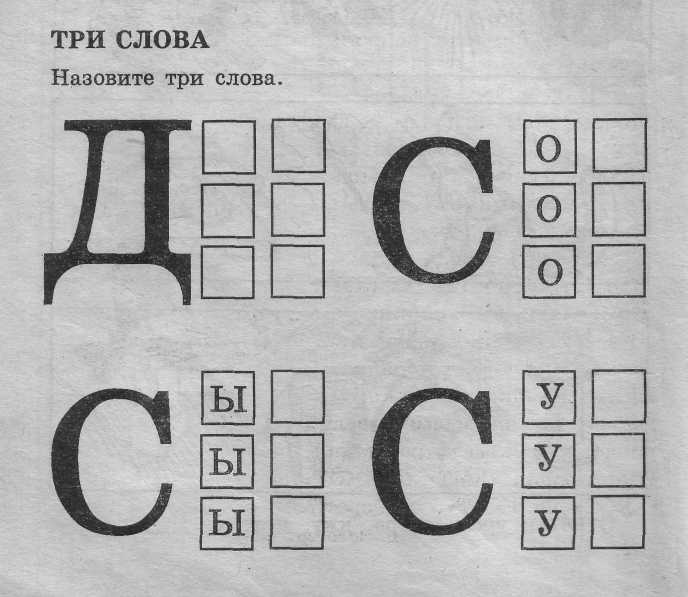 ТРИ СЛОВА
Назовите три слова.
Д
С О
О
О
С Ы
Ы
Ы
С У
У
У